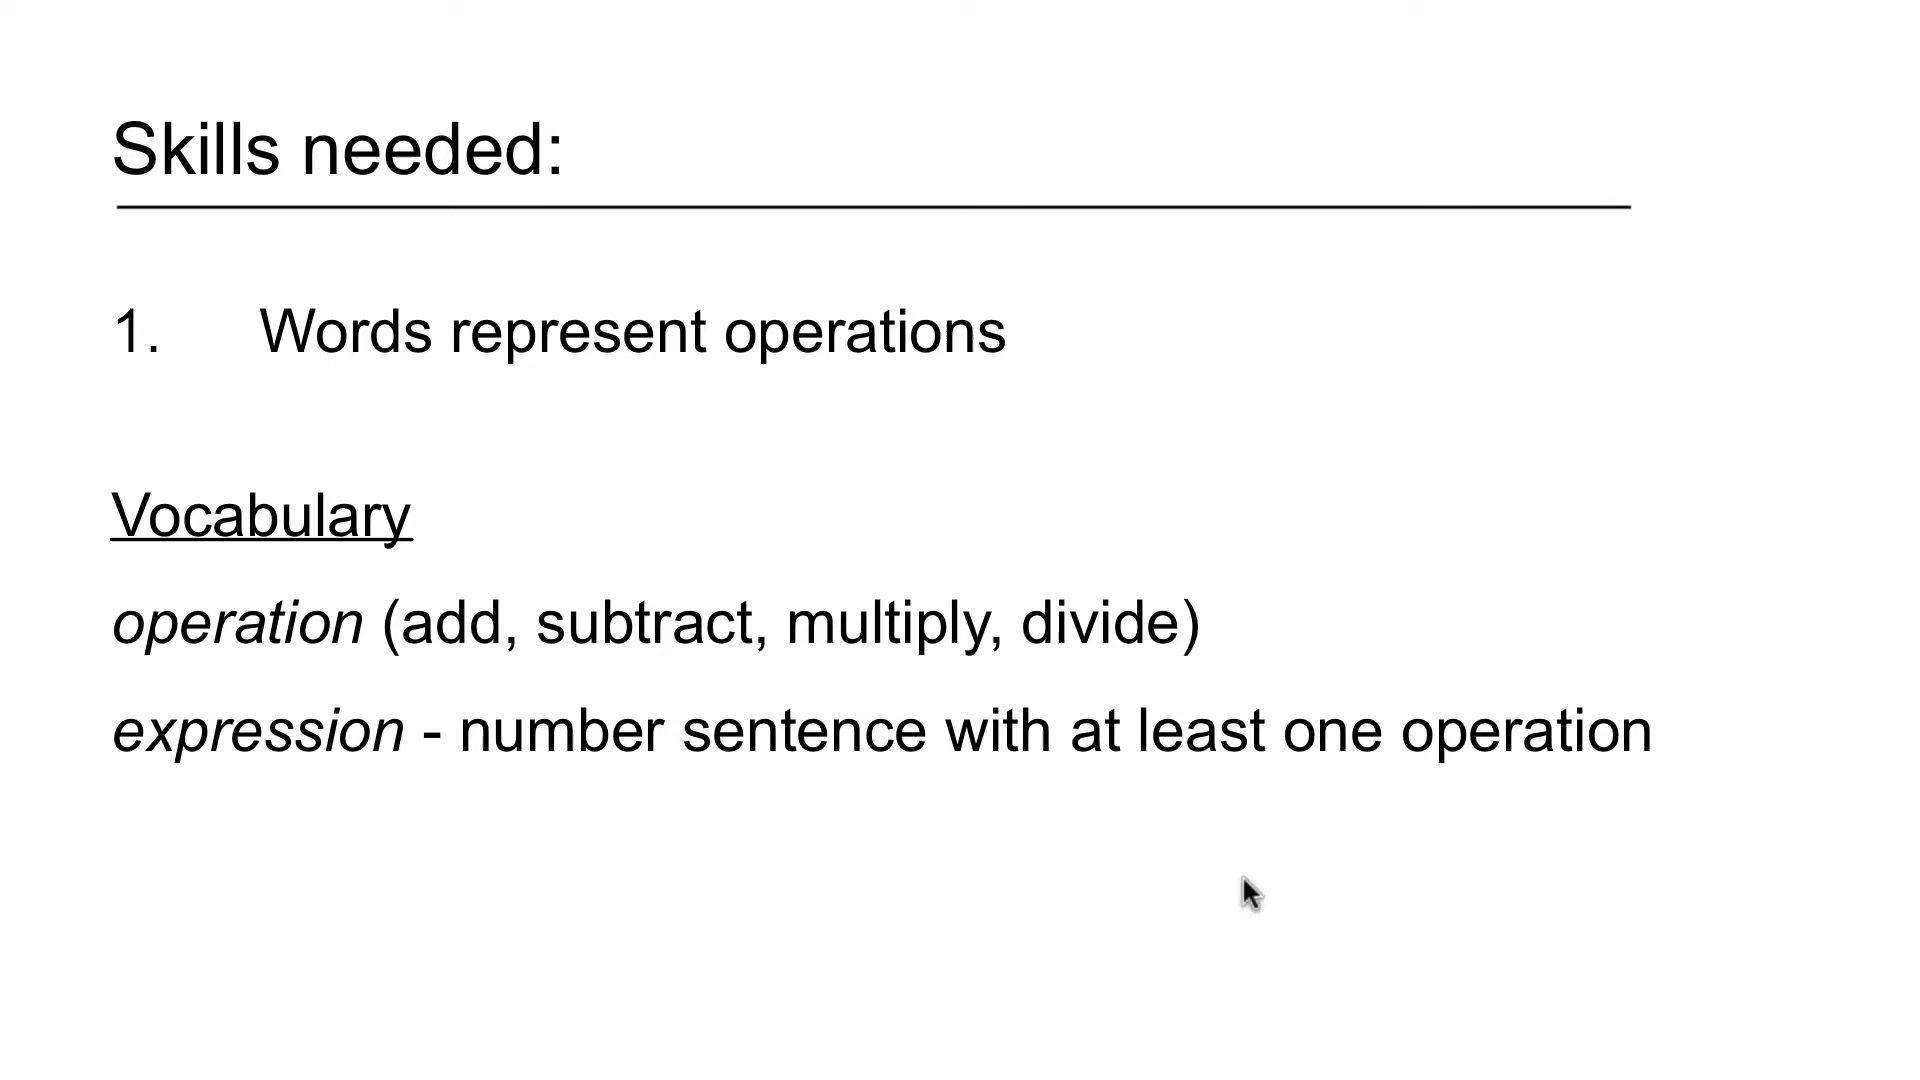 Skills needed:
1. Words represent operations
Vocabulary
operation (add, subtract, multiply, divide)
expression - number sentence with at least one operation